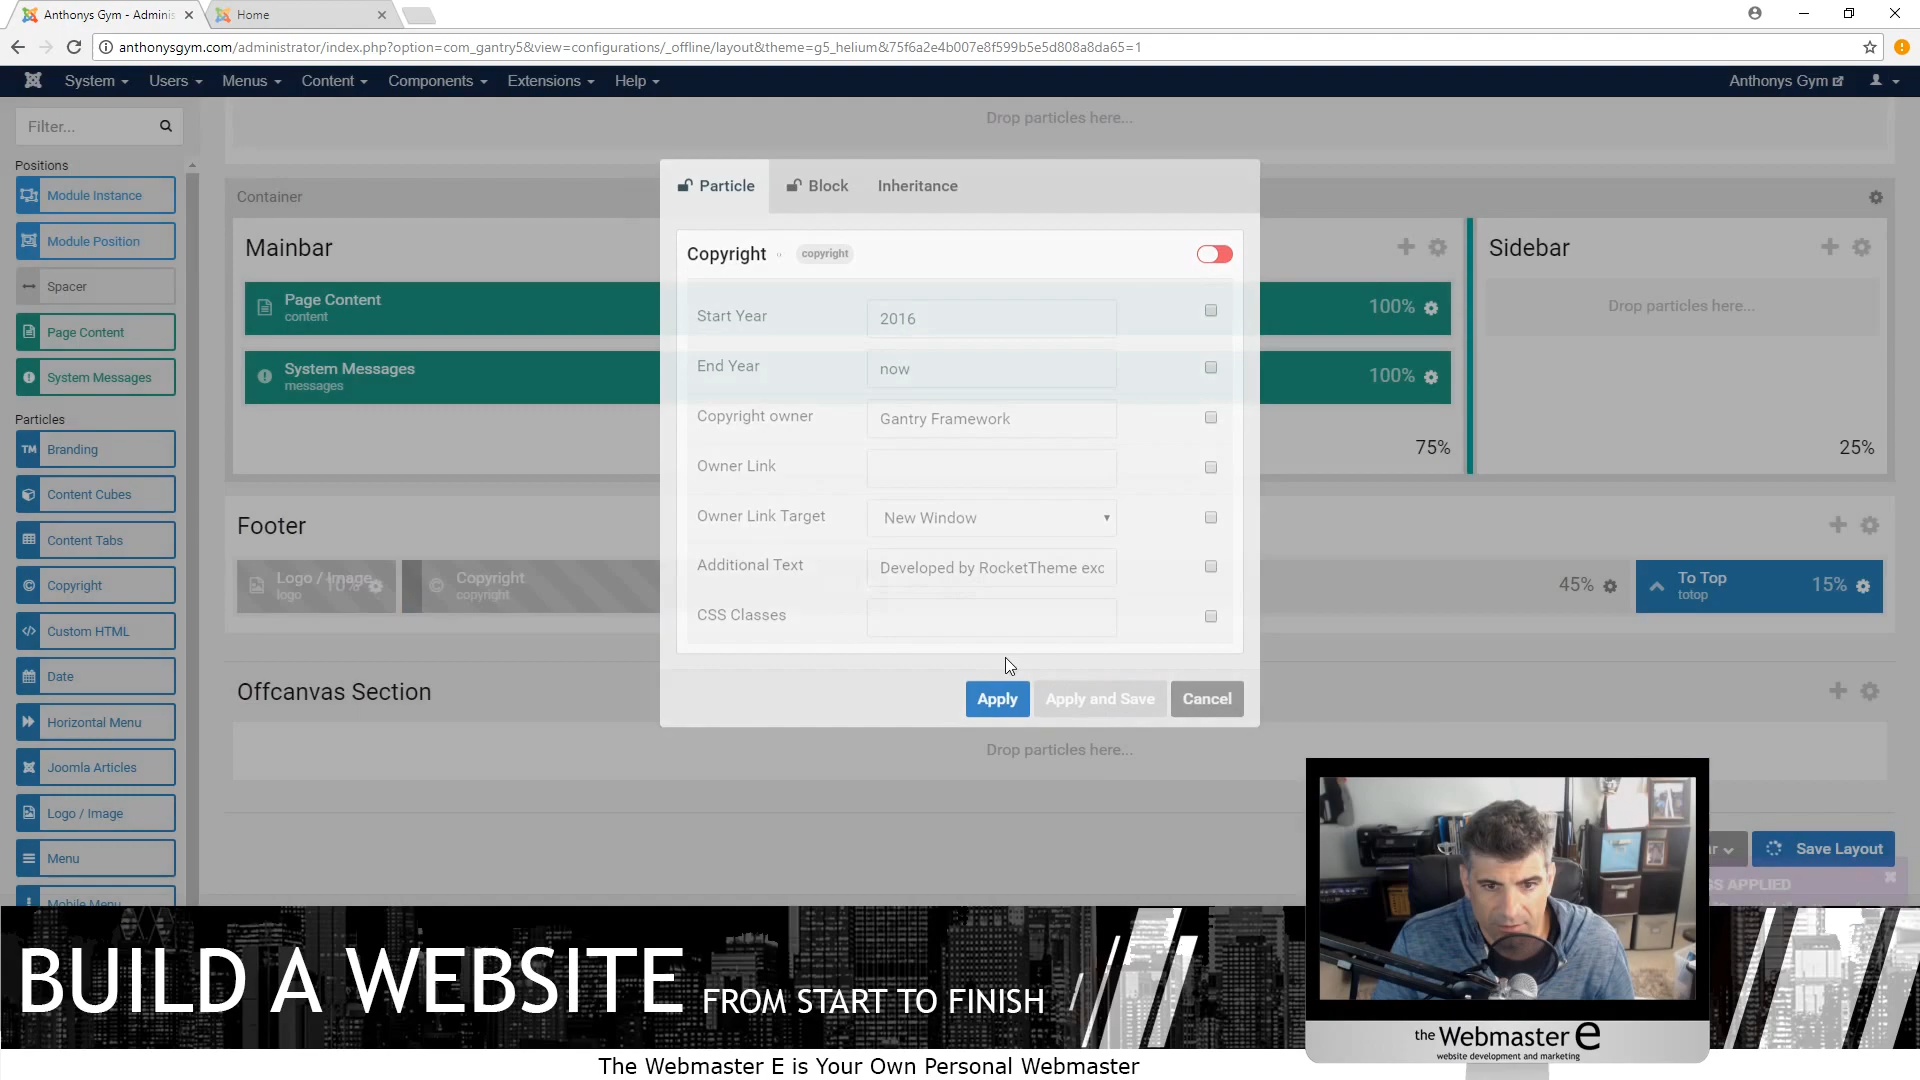 Anthonys Gym - Adminis
Home
anthonysgym.com/administrator/index.php?option=com_gantry5&view=configurations/_offline/layout&theme=g5_helium&75f6a2e4b007e8f599b5e5d808a8da65=1
System
Users
Menus
Content
Components
Extensions
Help
Anthonys Gym
Filter...
Positions
Module Instance
Module Position
Spacer
Page Content
System Messages
Particles
TM Branding
Content Cubes
Content Tabs
Copyright
Custom HTML
Date
Horizontal Menu
Joomla Articles
Logo / Image
Menu
Mobile Menu
Drop particles here...
Container
Mainbar
Page Content
content
100%
System Messages
messages
100%
75%
Sidebar
Drop particles here...
25%
Footer
Logo / Image
logo
10%
Copyright
copyright
45%
To Top
totop
15%
Offcanvas Section
Drop particles here...
Particle
Block
Inheritance
Copyright
copyright
Start Year
2016
End Year
now
Copyright owner
Gantry Framework
Owner Link
Owner Link Target
New Window
Additional Text
Developed by RocketTheme exc
CSS Classes
Apply
Apply and Save
Cancel
Save Layout
APPLIED
BUILD A WEBSITE FROM START TO FINISH
the Webmaster e
website development and marketing
The Webmaster E is Your Own Personal Webmaster